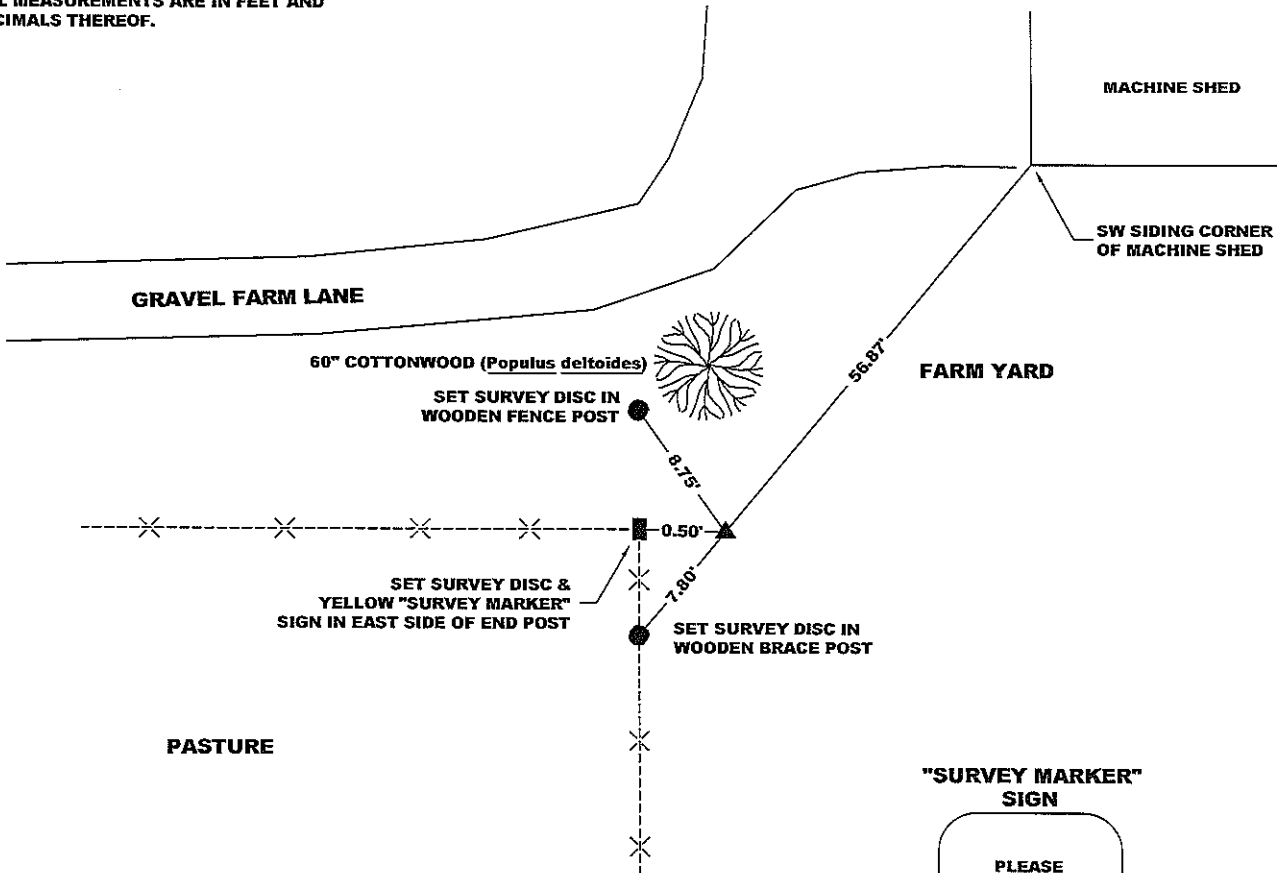 L MEASUREMENTS ARE IN FEET AND
CIMALS THEREOF.
MACHINE SHED
SW SIDING CORNER
OF MACHINE SHED
GRAVEL FARM LANE
60" COTTONWOOD (Populus deltoides)
56.87'
FARM YARD
SET SURVEY DISC IN
WOODEN FENCE POST
8.75'
0.50'
7.80'
SET SURVEY DISC &
YELLOW "SURVEY MARKER"
SIGN IN EAST SIDE OF END POST
SET SURVEY DISC IN
WOODEN BRACE POST
PASTURE
"SURVEY MARKER"
SIGN
PLEASE